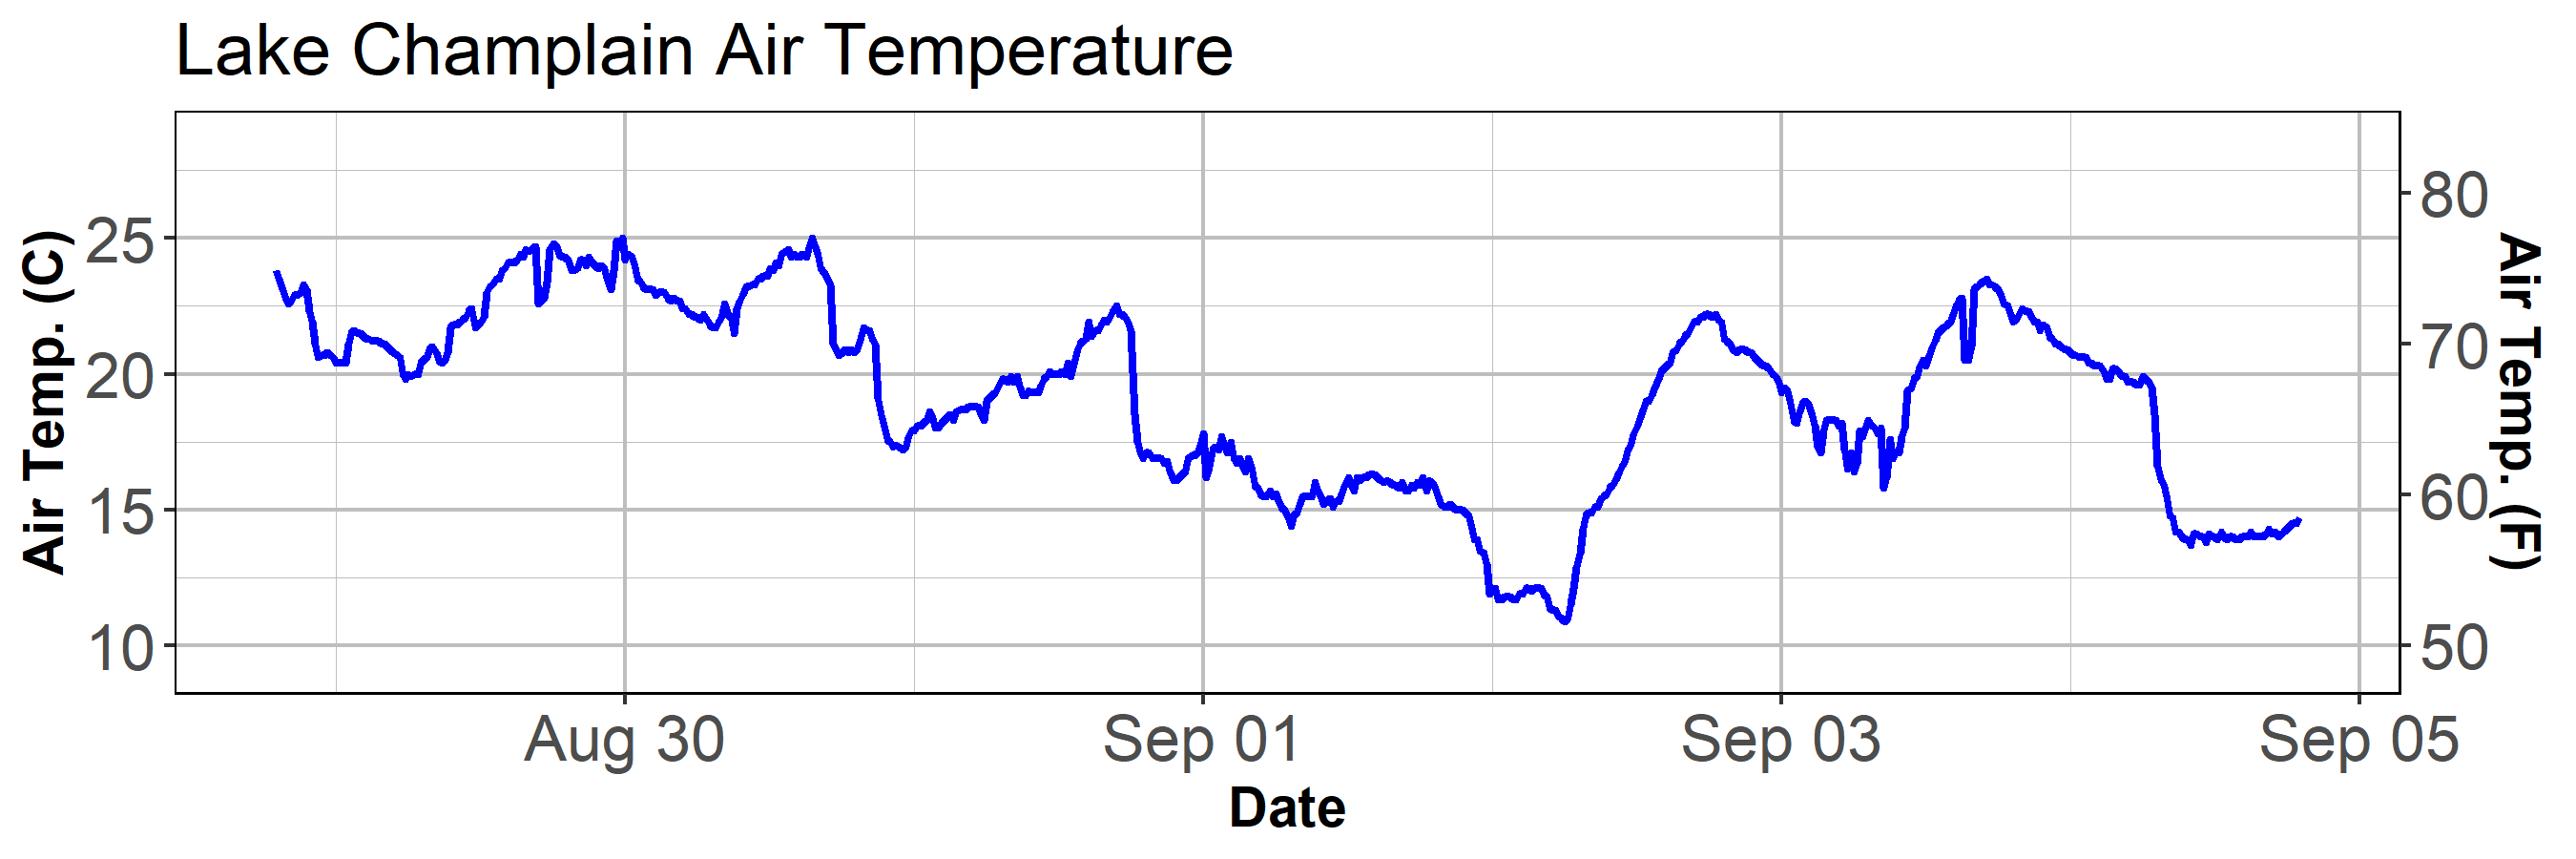 Lake Champlain Air Temperature
Air Temp. (C)
25
20
15
10
80
70
60
50
Air Temp. (F)
Aug 30
Sep 01
Sep 03
Sep 05
Date